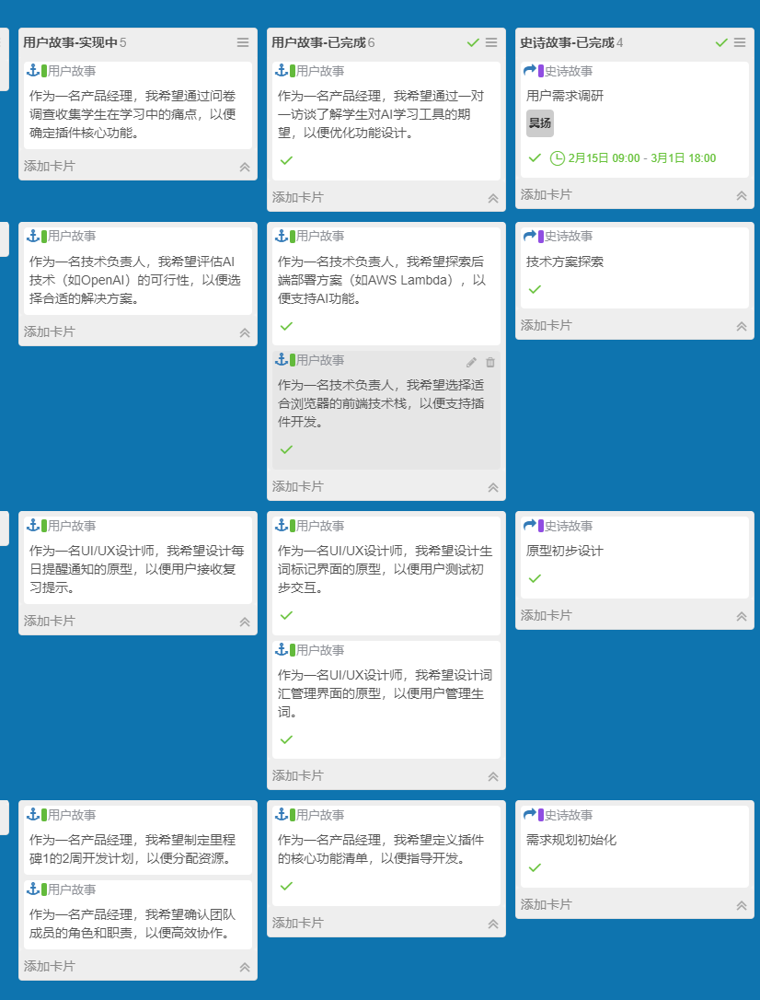 用户故事-实现中 5
用户故事-已完成 6
史诗故事-已完成 4
用户故事
作为一名产品经理，我希望通过问卷
调查收集学生在学习中的痛点，以便
确定插件核心功能。
添加卡片
用户故事
作为一名产品经理，我希望通过一对
一访谈了解学生对AI学习工具的期
望，以便优化功能设计。
添加卡片
史诗故事
用户需求调研
吴扬
2月15日 09:00 - 3月1日 18:00
添加卡片
用户故事
作为一名技术负责人，我希望评估AI
技术（如OpenAI）的可行性，以便选
择合适的解决方案。
添加卡片
用户故事
作为一名技术负责人，我希望探索后
端部署方案（如AWS Lambda），以
便支持AI功能。
用户故事
作为一名技术负责人，我希望选择适
合浏览器的前端技术栈，以便支持插
件开发。
添加卡片
史诗故事
技术方案探索
添加卡片
用户故事
作为一名UI/UX设计师，我希望设计每
日提醒通知的原型，以便用户接收复
习提示。
添加卡片
用户故事
作为一名UI/UX设计师，我希望设计生
词标记界面的原型，以便用户测试初
步交互。
用户故事
作为一名UI/UX设计师，我希望设计词
汇管理界面的原型，以便用户管理生
词。
添加卡片
史诗故事
原型初步设计
添加卡片
用户故事
作为一名产品经理，我希望制定里程
碑1的2周开发计划，以便分配资源。
用户故事
作为一名产品经理，我希望确认团队
成员的角色和职责，以便高效协作。
添加卡片
用户故事
作为一名产品经理，我希望定义插件
的核心功能清单，以便指导开发。
添加卡片
史诗故事
需求规划初始化
添加卡片